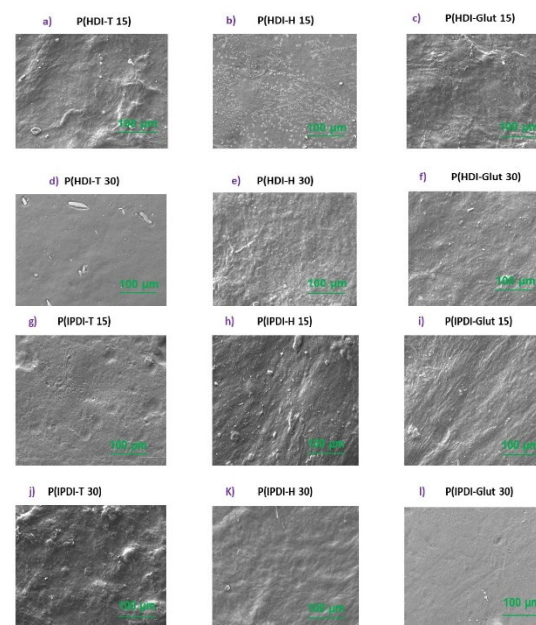 a) P(HDI-T 15) b) P(HDI-H 15) c) P(HDI-Glut 15)
100 µm 100 µm 100 µm
d) P(HDI-T 30) e) P(HDI-H 30) f) P(HDI-Glut 30)
100 µm 100 µm 100 µm
g) P(IPDI-T 15) h) P(IPDI-H 15) i) P(IPDI-Glut 15)
100 µm 100 µm 100 µm
j) P(IPDI-T 30) K) P(IPDI-H 30) l) P(IPDI-Glut 30)
100 µm 100 µm 100 µm